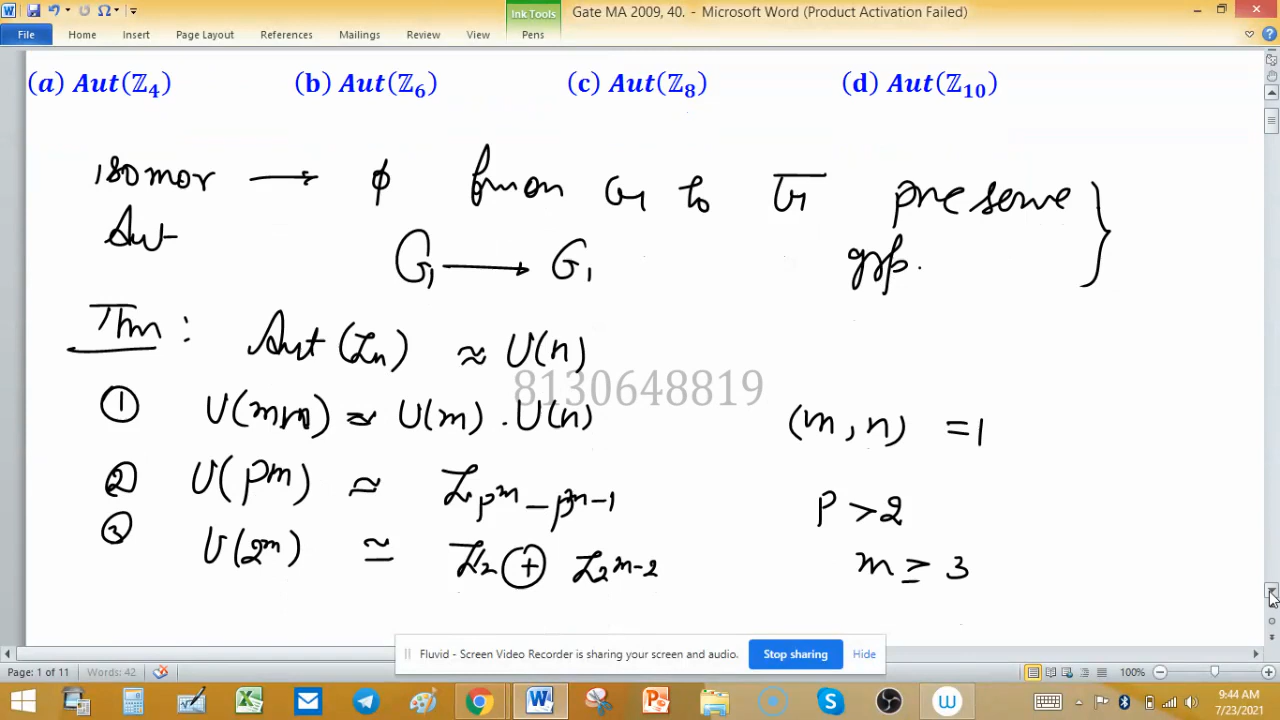 Ink Tools
Gate MA 2009, 40. - Microsoft Word (Product Activation Failed)
File Home Insert Page Layout References Mailings Review View Pens
(a) Aut(ℤ₄) (b) Aut(ℤ₆) (c) Aut(ℤ₈) (d) Aut(ℤ₁₀)
isomor → ϕ from G to G̅ preserve
Aut G₁ → G₁ grp.
Thm : Aut (Zn) ≈ U(n)
8130648819
① U(mn) ≈ U(m) . U(n) (m, n) = 1
② U(p^m) ≈ Z_{p^m - p^{m-1}} p > 2
③ U(2^m) ≅ Z₂ ⊕ Z_{2^{m-2}} m ≥ 3
Fluvid - Screen Video Recorder is sharing your screen and audio. Stop sharing Hide
Page: 1 of 11 Words: 42 100%
9:44 AM
7/23/2021